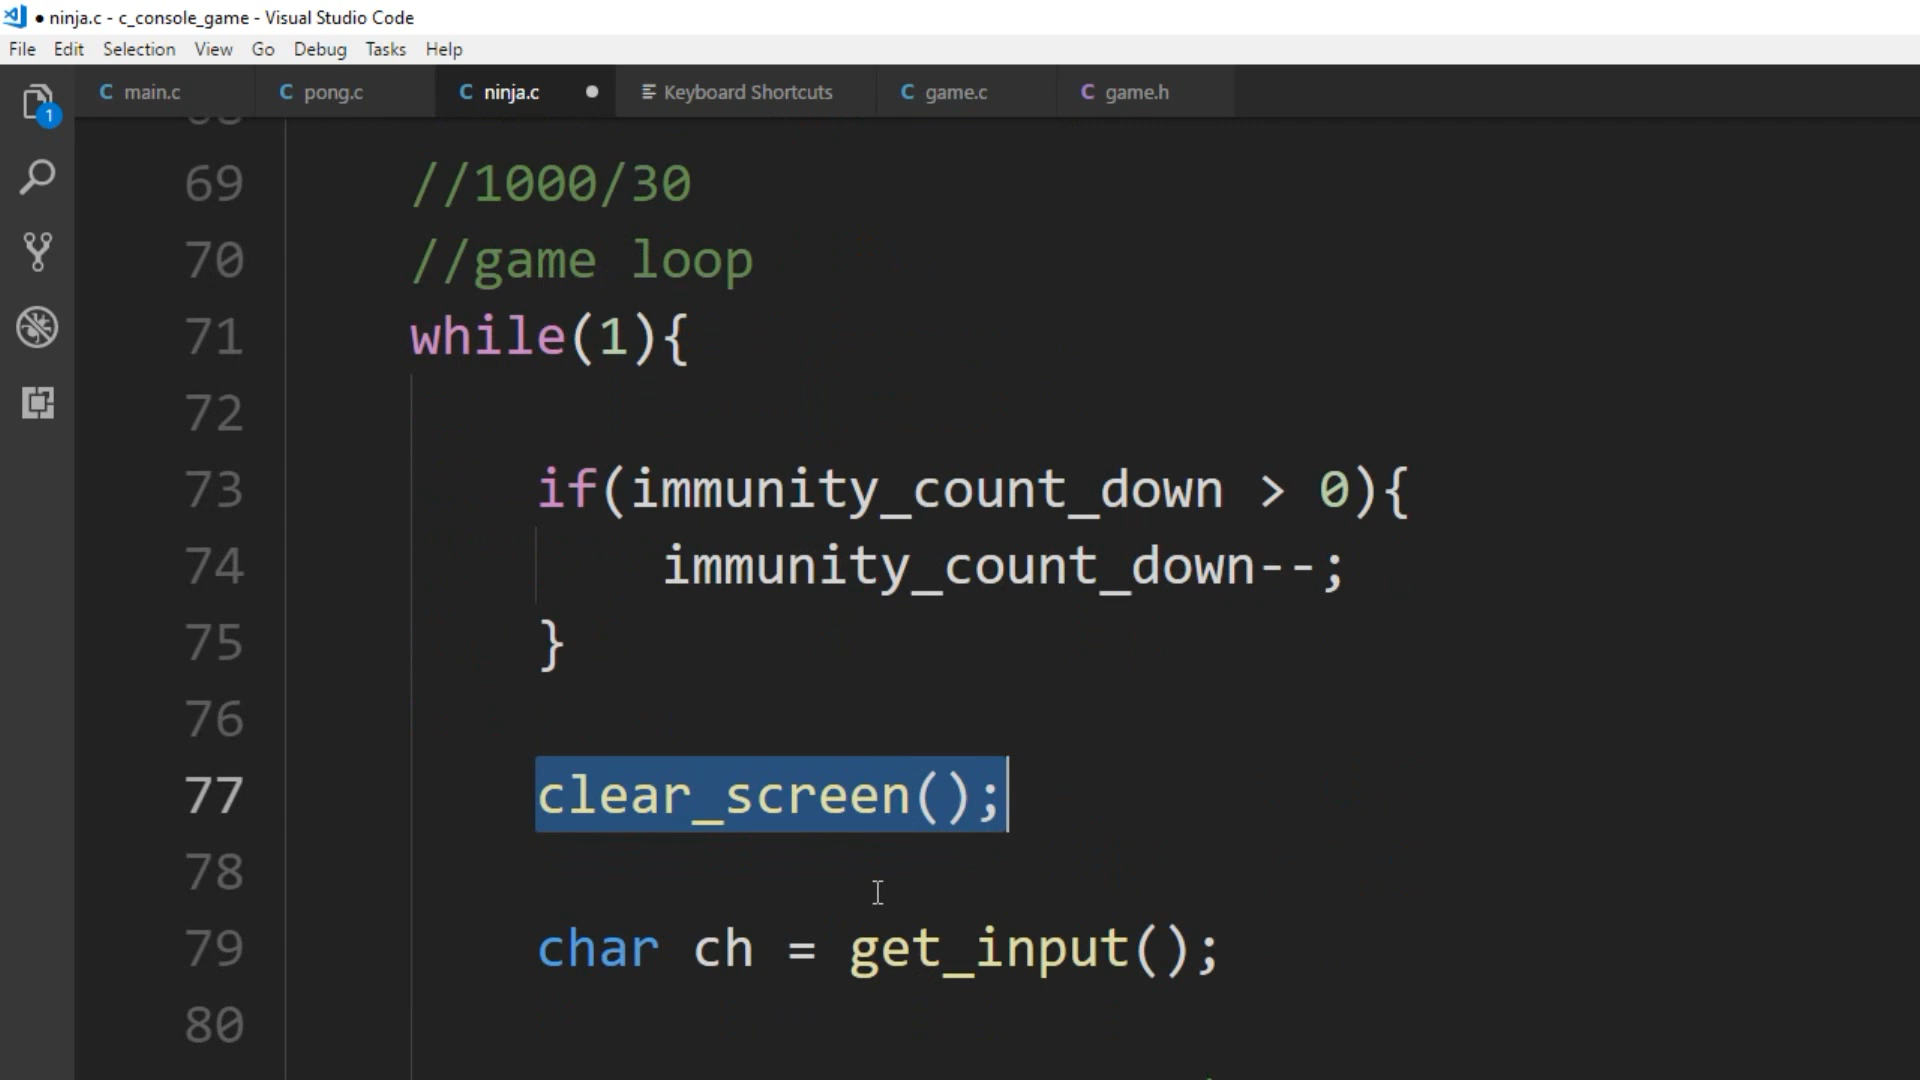 ● ninja.c - c_console_game - Visual Studio Code
File Edit Selection View Go Debug Tasks Help
C main.c C pong.c C ninja.c ● Keyboard Shortcuts C game.c C game.h
1
69 //1000/30
70 //game loop
71 while(1){
72
73 if(immunity_count_down > 0){
74 immunity_count_down--;
75 }
76
77 clear_screen();
78
79 char ch = get_input();
80